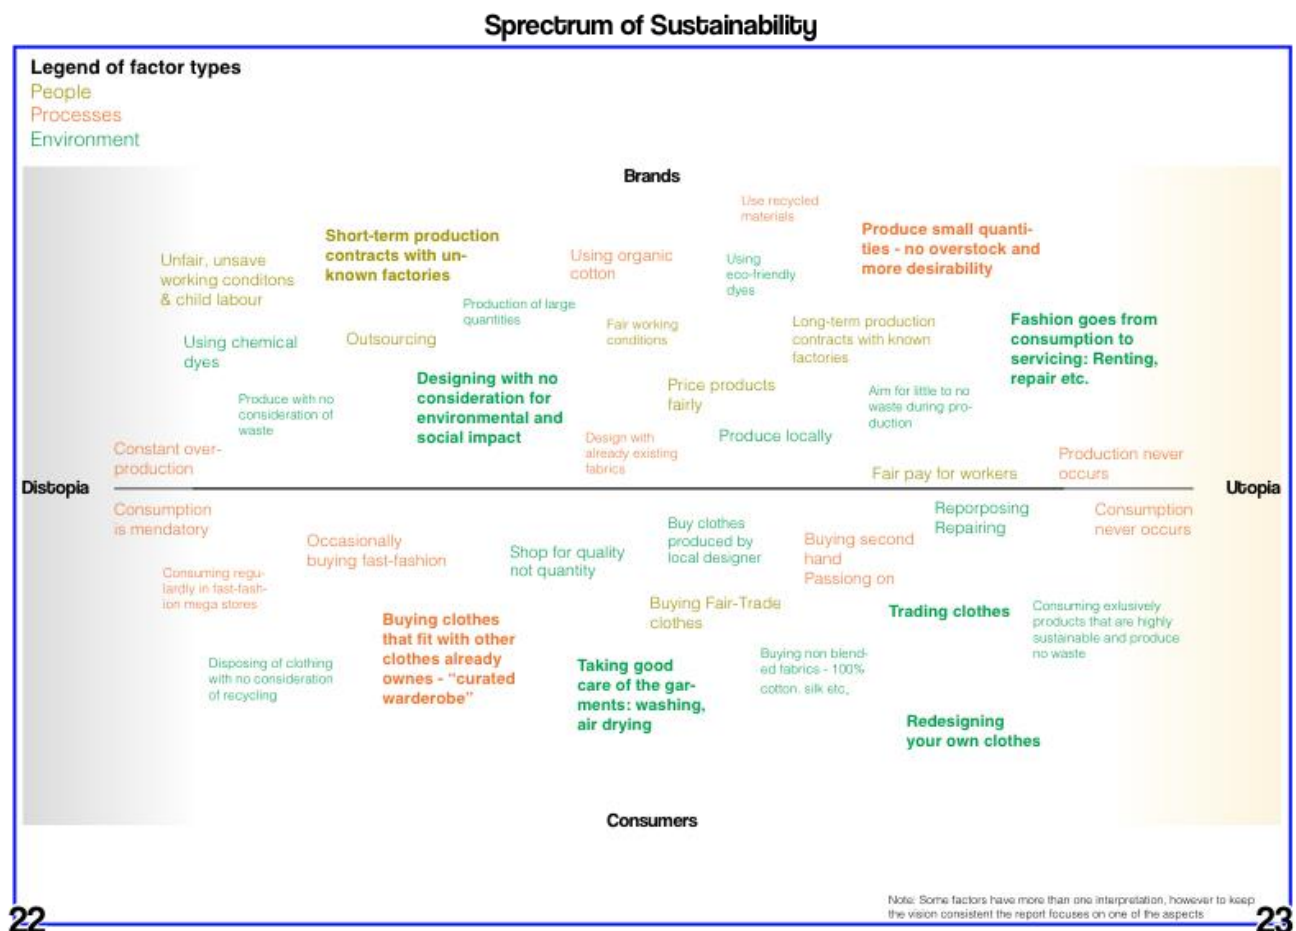 Sprectrum of Sustainability
Legend of factor types
People
Processes
Environment
Brands
Use recycled
materials
Short-term production
contracts with un-
known factories
Produce small quanti-
ties - no overstock and
more desirability
Unfair, unsave
working conditons
& child labour
Using organic
cotton
Using
eco-friendly
dyes
Production of large
quantities
Using chemical
dyes
Outsourcing
Fair working
conditions
Long-term production
contracts with known
factories
Fashion goes from
consumption to
servicing: Renting,
repair etc.
Designing with no
consideration for
environmental and
social impact
Price products
fairly
Aim for little to no
waste during pro-
duction
Produce with no
consideration of
waste
Design with
already existing
fabrics
Produce locally
Constant over-
production
Fair pay for workers
Production never
occurs
Distopia
Utopia
Consumption
is mendatory
Occasionally
buying fast-fashion
Shop for quality
not quantity
Buy clothes
produced by
local designer
Buying second
hand
Passiong on
Reporposing
Repairing
Consumption
never occurs
Consuming regu-
lardly in fast-fash-
ion mega stores
Buying clothes
that fit with other
clothes already
ownes - “curated
warderobe”
Buying Fair-Trade
clothes
Trading clothes
Consuming exlusively
products that are highly
sustainable and produce
no waste
Disposing of clothing
with no consideration
of recycling
Taking good
care of the gar-
ments: washing,
air drying
Buying non blend-
ed fabrics - 100%
cotton. silk etc,
Redesigning
your own clothes
Consumers
Note: Some factors have more than one interpretation, however to keep
the vision consistent the report focuses on one of the aspects
22
23